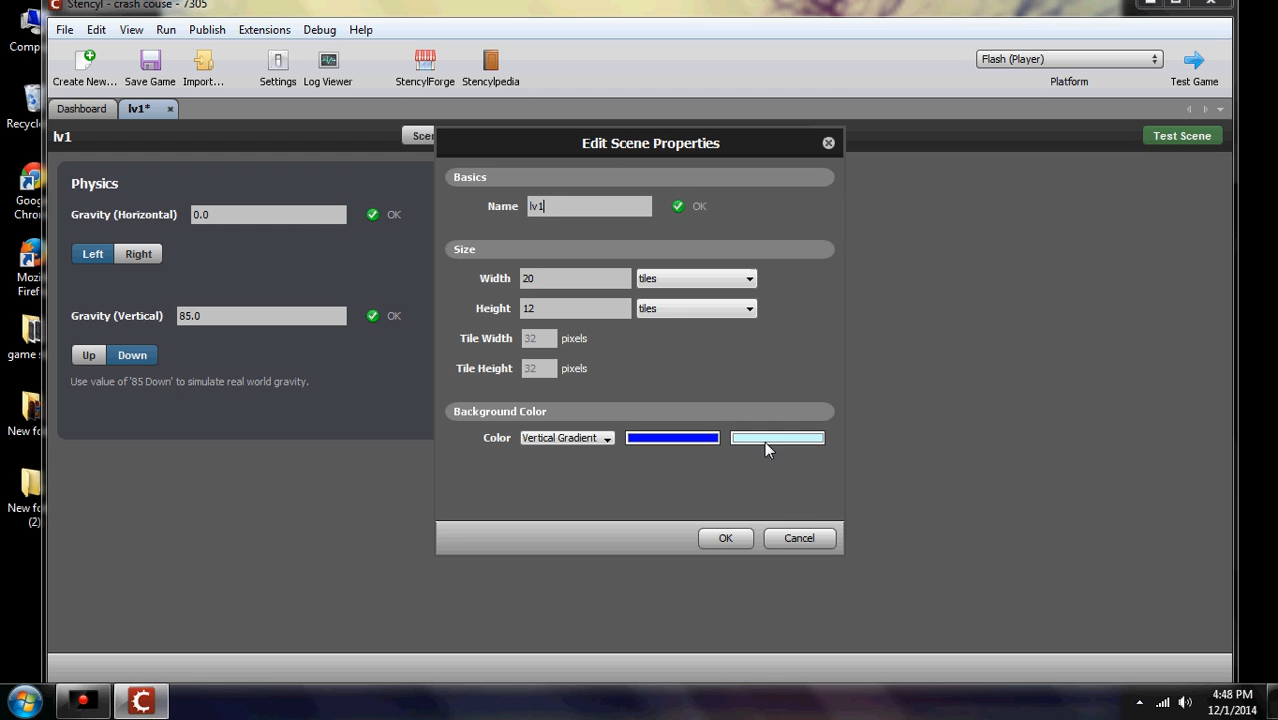 Stencyl - crash couse - 7305
File Edit View Run Publish Extensions Debug Help
Create New... Save Game Import... Settings Log Viewer StencylForge Stencylpedia
Flash (Player)
Platform
Test Game
Dashboard lv1*
lv1
Test Scene
Physics
Gravity (Horizontal) 0.0 OK
Left Right
Gravity (Vertical) 85.0 OK
Up Down
Use value of '85 Down' to simulate real world gravity.
Edit Scene Properties
Basics
Name lv1 OK
Size
Width 20 tiles
Height 12 tiles
Tile Width 32 pixels
Tile Height 32 pixels
Background Color
Color Vertical Gradient
OK Cancel
Goog
Chron
Mozi
Firef
game s
New fo
New fo
(2)
4:48 PM
12/1/2014